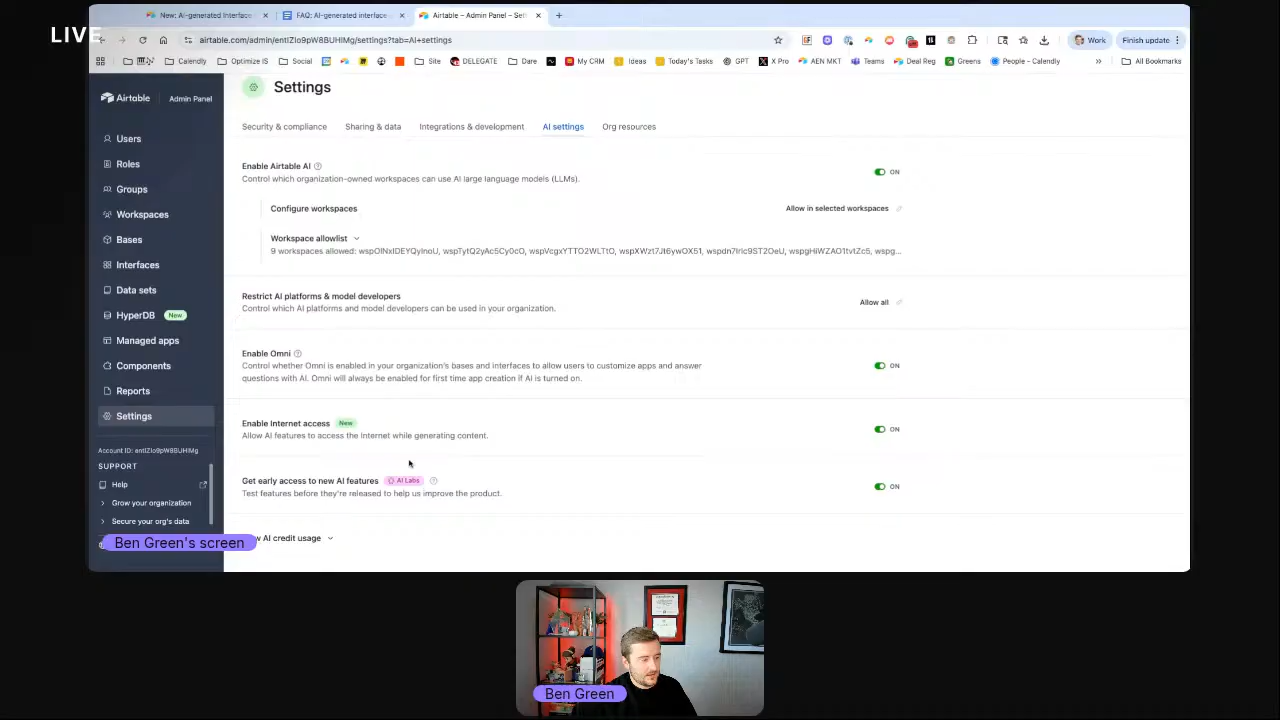 LIVE
New: AI-generated Interface
FAQ: AI-generated interface
Airtable – Admin Panel – Sett
airtable.com/admin/entIZIo9pW8BUHIMg/settings?tab=AI+settings
Work
Finish update
Calendly
Optimize IS
Social
Site
DELEGATE
Dare
My CRM
Ideas
Today's Tasks
GPT
X Pro
AEN MKT
Teams
Deal Reg
Greens
People - Calendly
All Bookmarks
Airtable
Admin Panel
Users
Roles
Groups
Workspaces
Bases
Interfaces
Data sets
HyperDB New
Managed apps
Components
Reports
Settings
Account ID: entIZIo9pW8BUHIMg
SUPPORT
Help
Grow your organization
Secure your org's data
Settings
Security & compliance
Sharing & data
Integrations & development
AI settings
Org resources
Enable Airtable AI
Control which organization-owned workspaces can use AI large language models (LLMs).
ON
Configure workspaces
Allow in selected workspaces
Workspace allowlist
9 workspaces allowed:
Restrict AI platforms & model developers
Control which AI platforms and model developers can be used in your organization.
Allow all
Enable Omni
Control whether Omni is enabled in your organization's bases and interfaces to allow users to customize apps and answer
questions with AI. Omni will always be enabled for first time app creation if AI is turned on.
ON
Enable Internet access New
Allow AI features to access the internet while generating content.
ON
Get early access to new AI features AI Labs
Test features before they're released to help us improve the product.
ON
w AI credit usage
Ben Green's screen
Ben Green